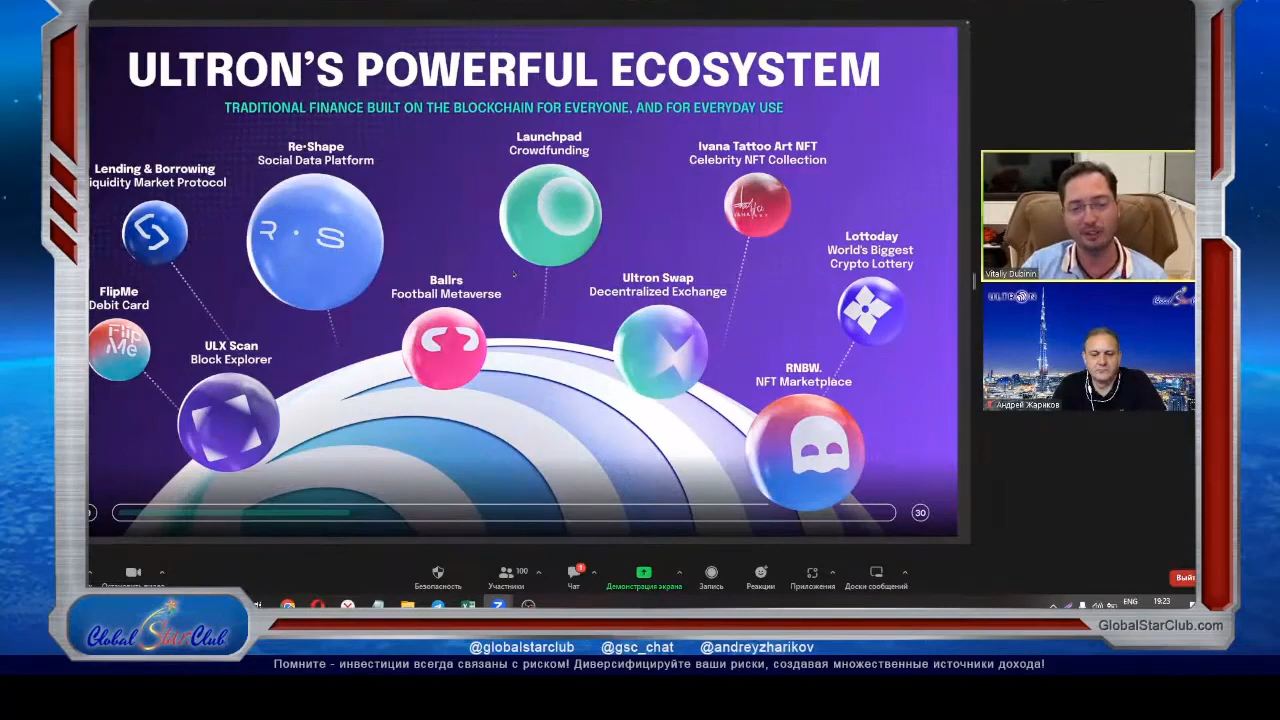 ULTRON'S POWERFUL ECOSYSTEM
TRADITIONAL FINANCE BUILT ON THE BLOCKCHAIN FOR EVERYONE, AND FOR EVERYDAY USE
Lending & Borrowing
iquidity Market Protocol
Re·Shape
Social Data Platform
R·S
Launchpad
Crowdfunding
Ivana Tattoo Art NFT
Celebrity NFT Collection
Lottoday
World's Biggest
Crypto Lottery
FlipMe
Debit Card
Flip
Me
Ballrs
Football Metaverse
Ultron Swap
Decentralized Exchange
ULX Scan
Block Explorer
RNBW.
NFT Marketplace
30
Vitaliy Dubinin
ULTRON
Андрей Жариков
Безопасность
Участники
100
Чат
1
Демонстрация экрана
Запись
Реакции
Приложения
Доски сообщений
Выйт
ENG
19:23
Global Star Club
GlobalStarClub.com
@globalstarclub @gsc_chat @andreyzharikov
Помните - инвестиции всегда связаны с риском! Диверсифицируйте ваши риски, создавая множественные источники дохода!